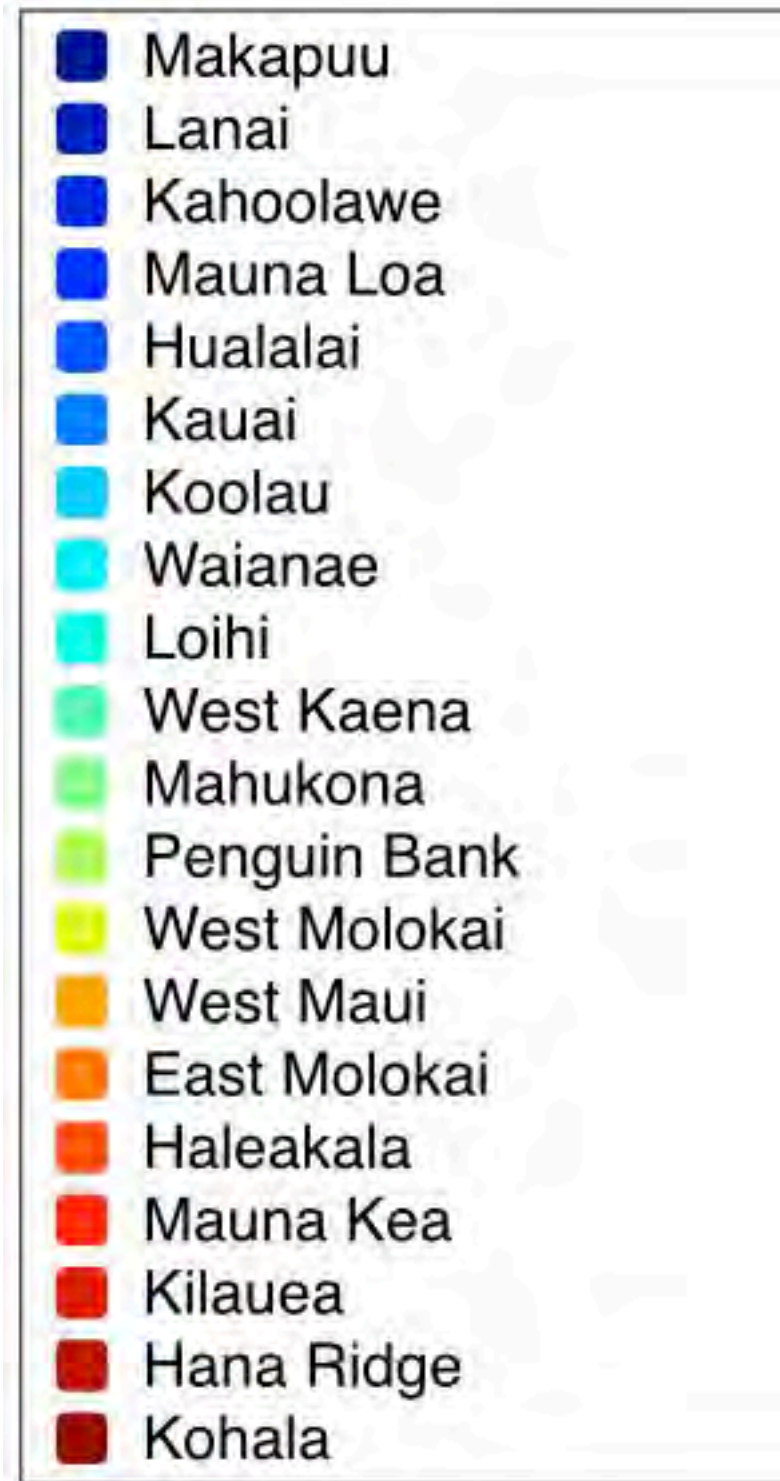 Makapuu
Lanai
Kahoolawe
Mauna Loa
Hualalai
Kauai
Koolau
Waianae
Loihi
West Kaena
Mahukona
Penguin Bank
West Molokai
West Maui
East Molokai
Haleakala
Mauna Kea
Kilauea
Hana Ridge
Kohala